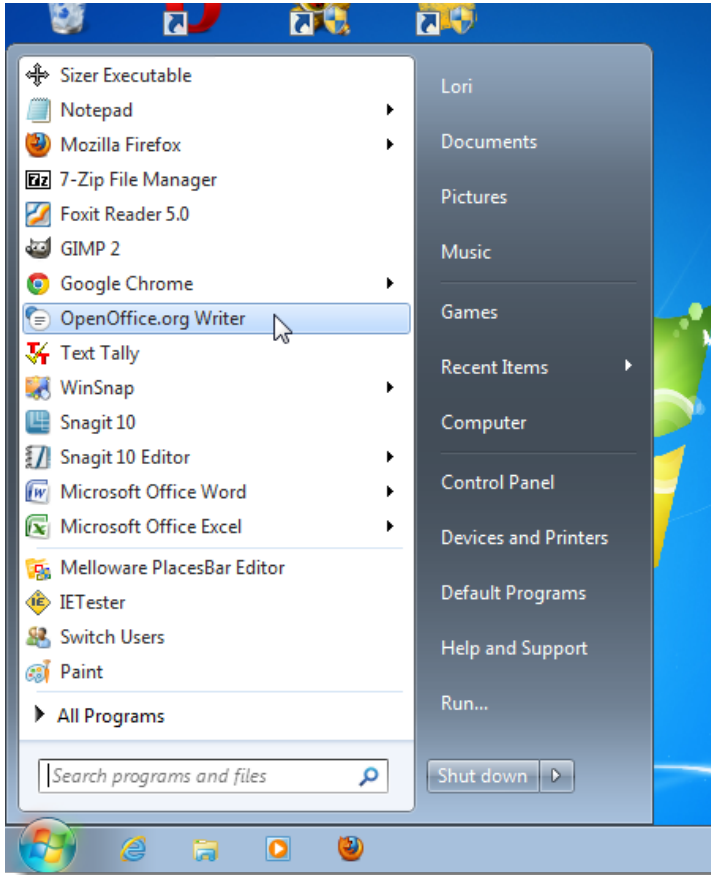 Sizer Executable
Notepad
Mozilla Firefox
7-Zip File Manager
Foxit Reader 5.0
GIMP 2
Google Chrome
OpenOffice.org Writer
Text Tally
WinSnap
Snagit 10
Snagit 10 Editor
Microsoft Office Word
Microsoft Office Excel
Melloware PlacesBar Editor
IETester
Switch Users
Paint
All Programs
Search programs and files
Lori
Documents
Pictures
Music
Games
Recent Items
Computer
Control Panel
Devices and Printers
Default Programs
Help and Support
Run...
Shut down